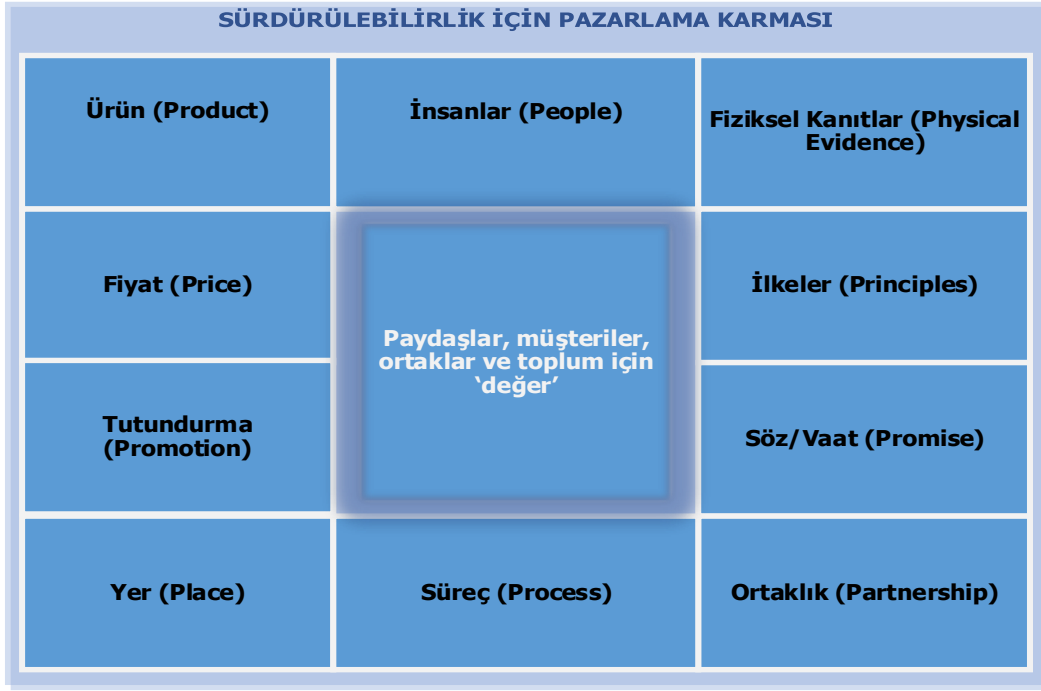 SÜRDÜRÜLEBİLİRLİK İÇİN PAZARLAMA KARMASI
Ürün (Product)
İnsanlar (People)
Fiziksel Kanıtlar (Physical
Evidence)
Fiyat (Price)
Paydaşlar, müşteriler,
ortaklar ve toplum için
‘değer’
İlkeler (Principles)
Tutundurma
(Promotion)
Söz/Vaat (Promise)
Yer (Place)
Süreç (Process)
Ortaklık (Partnership)